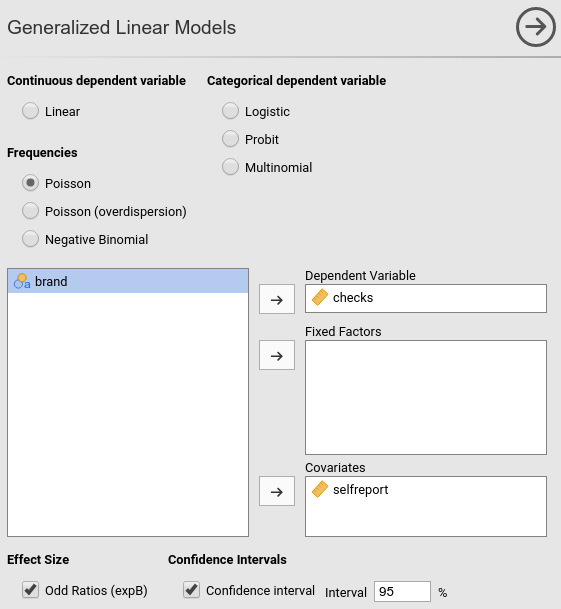 Generalized Linear Models
Continuous dependent variable
Linear
Categorical dependent variable
Logistic
Probit
Multinomial
Frequencies
Poisson
Poisson (overdispersion)
Negative Binomial
a brand
Dependent Variable
checks
Fixed Factors
Covariates
selfreport
Effect Size
Odd Ratios (expB)
Confidence Intervals
Confidence interval Interval 95 %